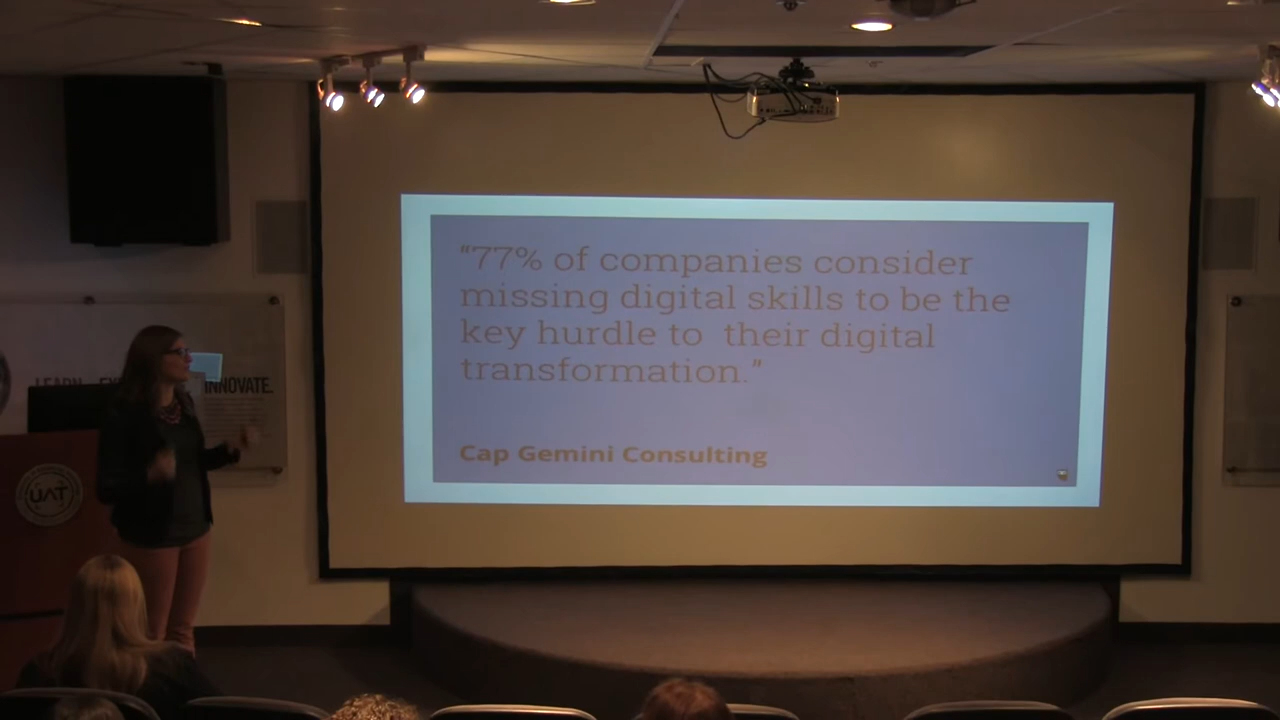 "77% of companies consider
missing digital skills to be the
key hurdle to  their digital
transformation."
Cap Gemini Consulting
LEARN. INNOVATE.
UAT